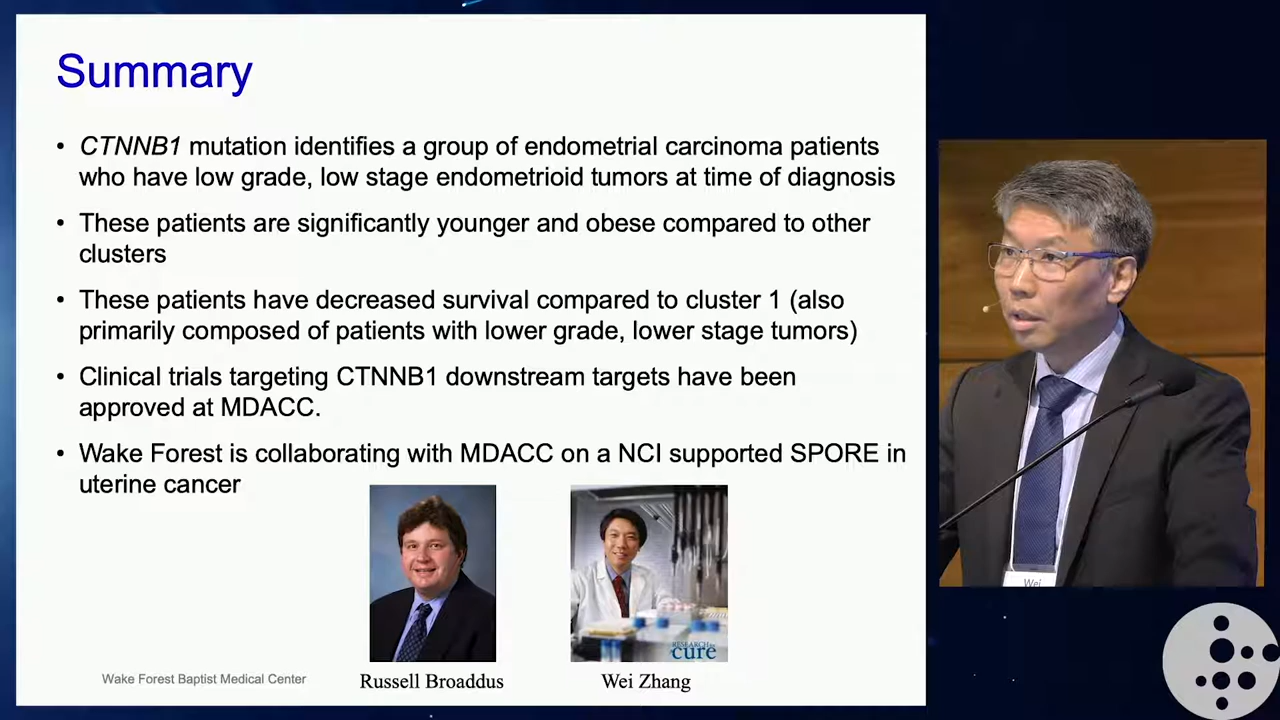 Summary
• CTNNB1 mutation identifies a group of endometrial carcinoma patients
who have low grade, low stage endometrioid tumors at time of diagnosis
• These patients are significantly younger and obese compared to other
clusters
• These patients have decreased survival compared to cluster 1 (also
primarily composed of patients with lower grade, lower stage tumors)
• Clinical trials targeting CTNNB1 downstream targets have been
approved at MDACC.
• Wake Forest is collaborating with MDACC on a NCI supported SPORE in
uterine cancer
Wei
cure
Wake Forest Baptist Medical Center
Russell Broaddus
Wei Zhang